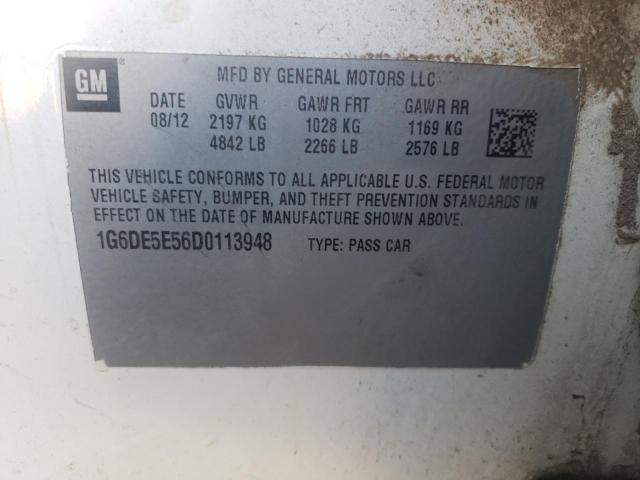 GM ®
MFD BY GENERAL MOTORS LLC
DATE GVWR GAWR FRT GAWR RR
08/12 2197 KG 1028 KG 1169 KG
4842 LB 2266 LB 2576 LB
THIS VEHICLE CONFORMS TO ALL APPLICABLE U.S. FEDERAL MOTOR
VEHICLE SAFETY, BUMPER, AND THEFT PREVENTION STANDARDS IN
EFFECT ON THE DATE OF MANUFACTURE SHOWN ABOVE.
1G6DE5E56D0113948 TYPE: PASS CAR